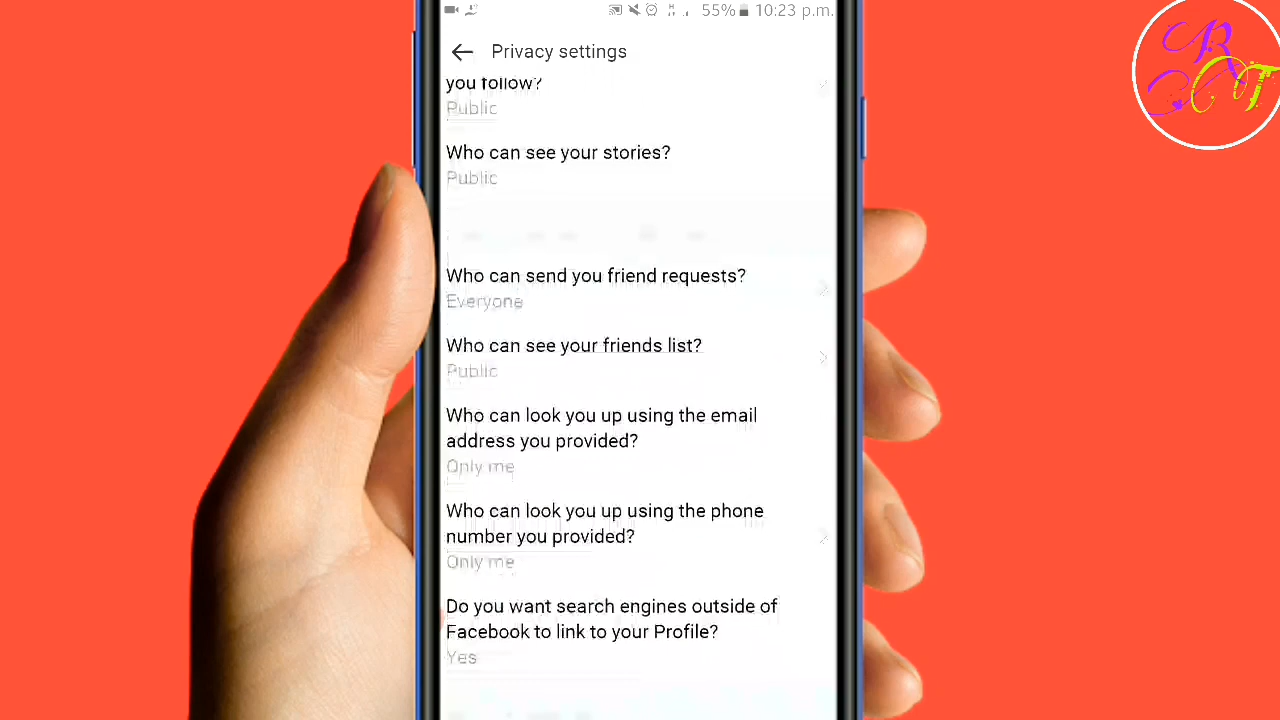 55% 10:23 p.m.
Privacy settings
you follow?
Public
Who can see your stories?
Public
Who can send you friend requests?
Everyone
Who can see your friends list?
Public
Who can look you up using the email
address you provided?
Only me
Who can look you up using the phone
number you provided?
Only me
Do you want search engines outside of
Facebook to link to your Profile?
Yes